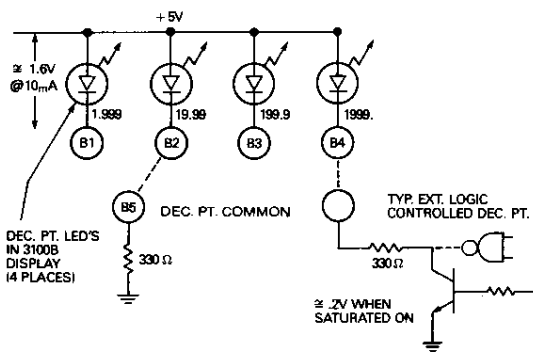 +5V
≅ 1.6V
@10mA
1.999
19.99
199.9
1999.
B1
B2
B3
B4
B5
DEC. PT. COMMON
TYP. EXT. LOGIC
CONTROLLED DEC. PT.
DEC. PT. LED'S
IN 3100B
DISPLAY
(4 PLACES)
330 Ω
330 Ω
≅ .2V WHEN
SATURATED ON